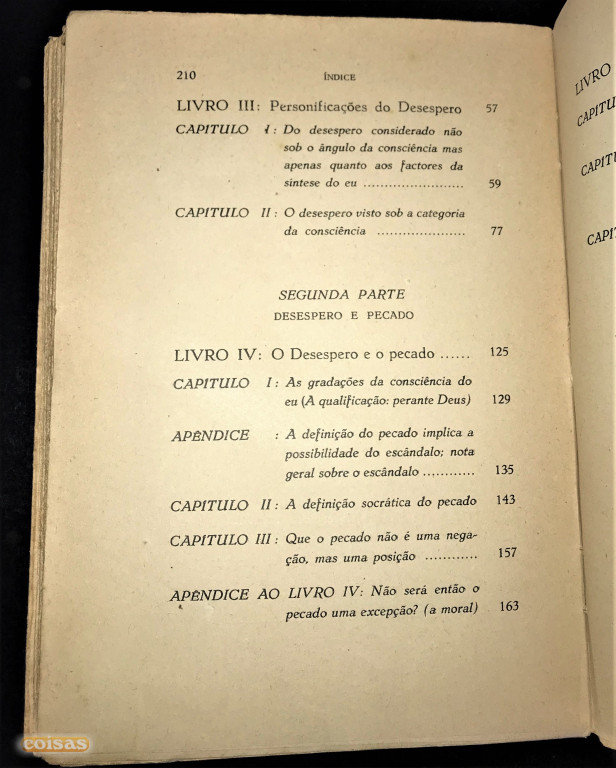 210 ÍNDICE
LIVRO III: Personificações do Desespero 57
CAPITULO I: Do desespero considerado não
sob o ângulo da consciência mas
apenas quanto aos factores da
síntese do eu ........................ 59
CAPITULO II: O desespero visto sob a categoria
da consciência ..................... 77
SEGUNDA PARTE
DESESPERO E PECADO
LIVRO IV: O Desespero e o pecado ...... 125
CAPITULO I: As gradações da consciência do
eu (A qualificação: perante Deus) 129
APÊNDICE : A definição do pecado implica a
possibilidade do escândalo; nota
geral sobre o escândalo ............ 135
CAPITULO II: A definição socrática do pecado 143
CAPITULO III: Que o pecado não é uma nega-
ção, mas uma posição ............ 157
APÊNDICE AO LIVRO IV: Não será então o
pecado uma excepção? (a moral) 163
LIVRO
CAPITU
CAPITU
CAPIT
coisas